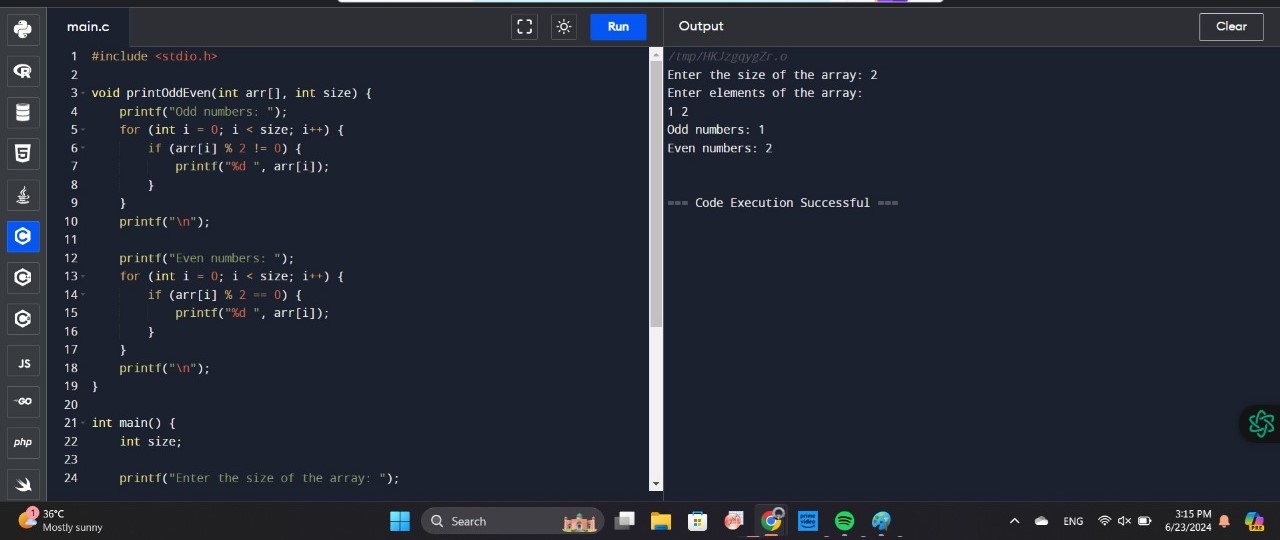 main.c
Run
Output
Clear
1 #include <stdio.h>
2
3 void printOddEven(int arr[], int size) {
4 printf("Odd numbers: ");
5 for (int i = 0; i < size; i++) {
6 if (arr[i] % 2 != 0) {
7 printf("%d ", arr[i]);
8 }
9 }
10 printf("\n");
11
12 printf("Even numbers: ");
13 for (int i = 0; i < size; i++) {
14 if (arr[i] % 2 == 0) {
15 printf("%d ", arr[i]);
16 }
17 }
18 printf("\n");
19 }
20
21 int main() {
22 int size;
23
24 printf("Enter the size of the array: ");
/tmp/HKJzgqygZr.o
Enter the size of the array: 2
Enter elements of the array:
1 2
Odd numbers: 1
Even numbers: 2
=== Code Execution Successful ===
R
5
C
C
C
JS
GO
php
1
36°C
Mostly sunny
Search
prime video
ENG
3:15 PM
6/23/2024
PRE